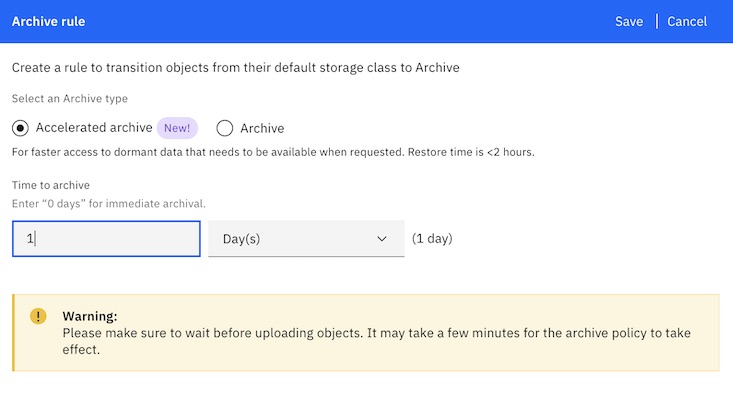 Archive rule
Save | Cancel
Create a rule to transition objects from their default storage class to Archive
Select an Archive type
Accelerated archive New! Archive
For faster access to dormant data that needs to be available when requested. Restore time is <2 hours.
Time to archive
Enter “0 days” for immediate archival.
1 Day(s) (1 day)
Warning:
Please make sure to wait before uploading objects. It may take a few minutes for the archive policy to take
effect.